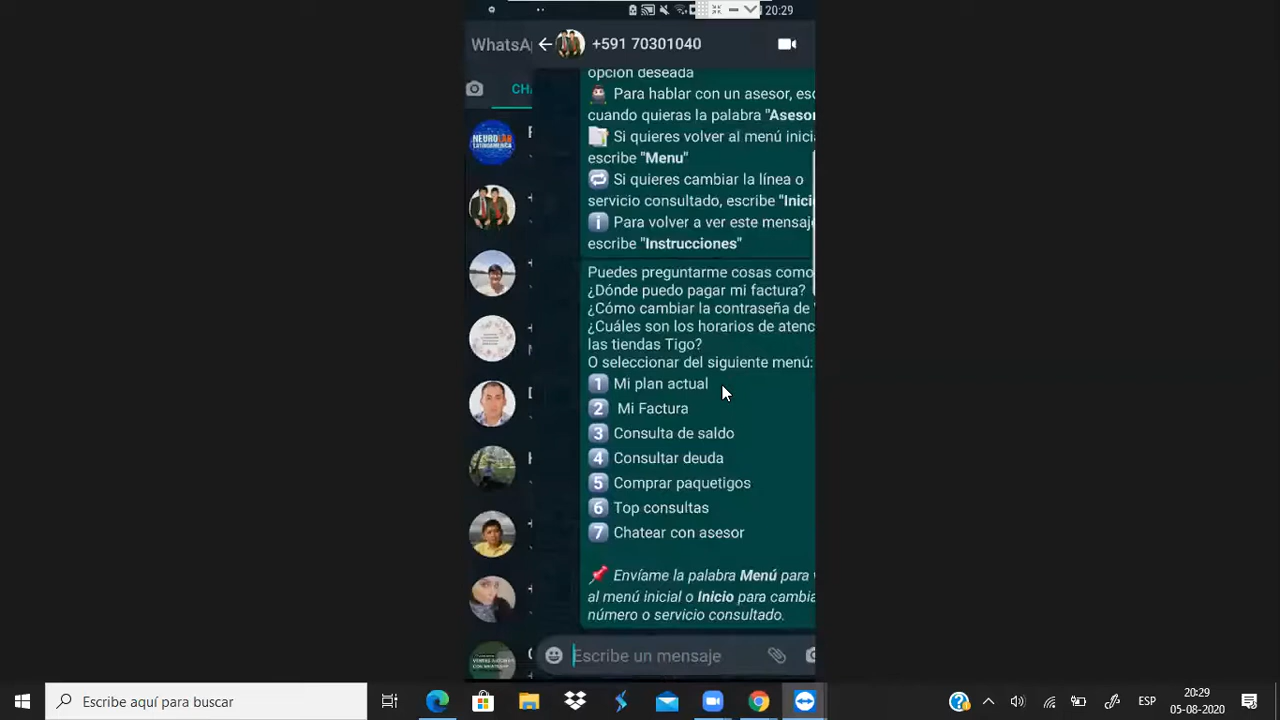 20:29
WhatsA
+591 70301040
CH
opción deseada
Para hablar con un asesor, es
cuando quieras la palabra "Asesor
Si quieres volver al menú inici
escribe "Menu"
Si quieres cambiar la línea o
servicio consultado, escribe "Inici
Para volver a ver este mensaj
escribe "Instrucciones"
Puedes preguntarme cosas como
¿Dónde puedo pagar mi factura?
¿Cómo cambiar la contraseña de
¿Cuáles son los horarios de atenc
las tiendas Tigo?
O seleccionar del siguiente menú:
1 Mi plan actual
2 Mi Factura
3 Consulta de saldo
4 Consultar deuda
5 Comprar paquetigos
6 Top consultas
7 Chatear con asesor
Envíame la palabra Menú para v
al menú inicial o Inicio para cambia
número o servicio consultado.
Escribe un mensaje
NEUROLAB
LATINOAMERICA
Escribe aquí para buscar
ESP
20:29
05-08-2020